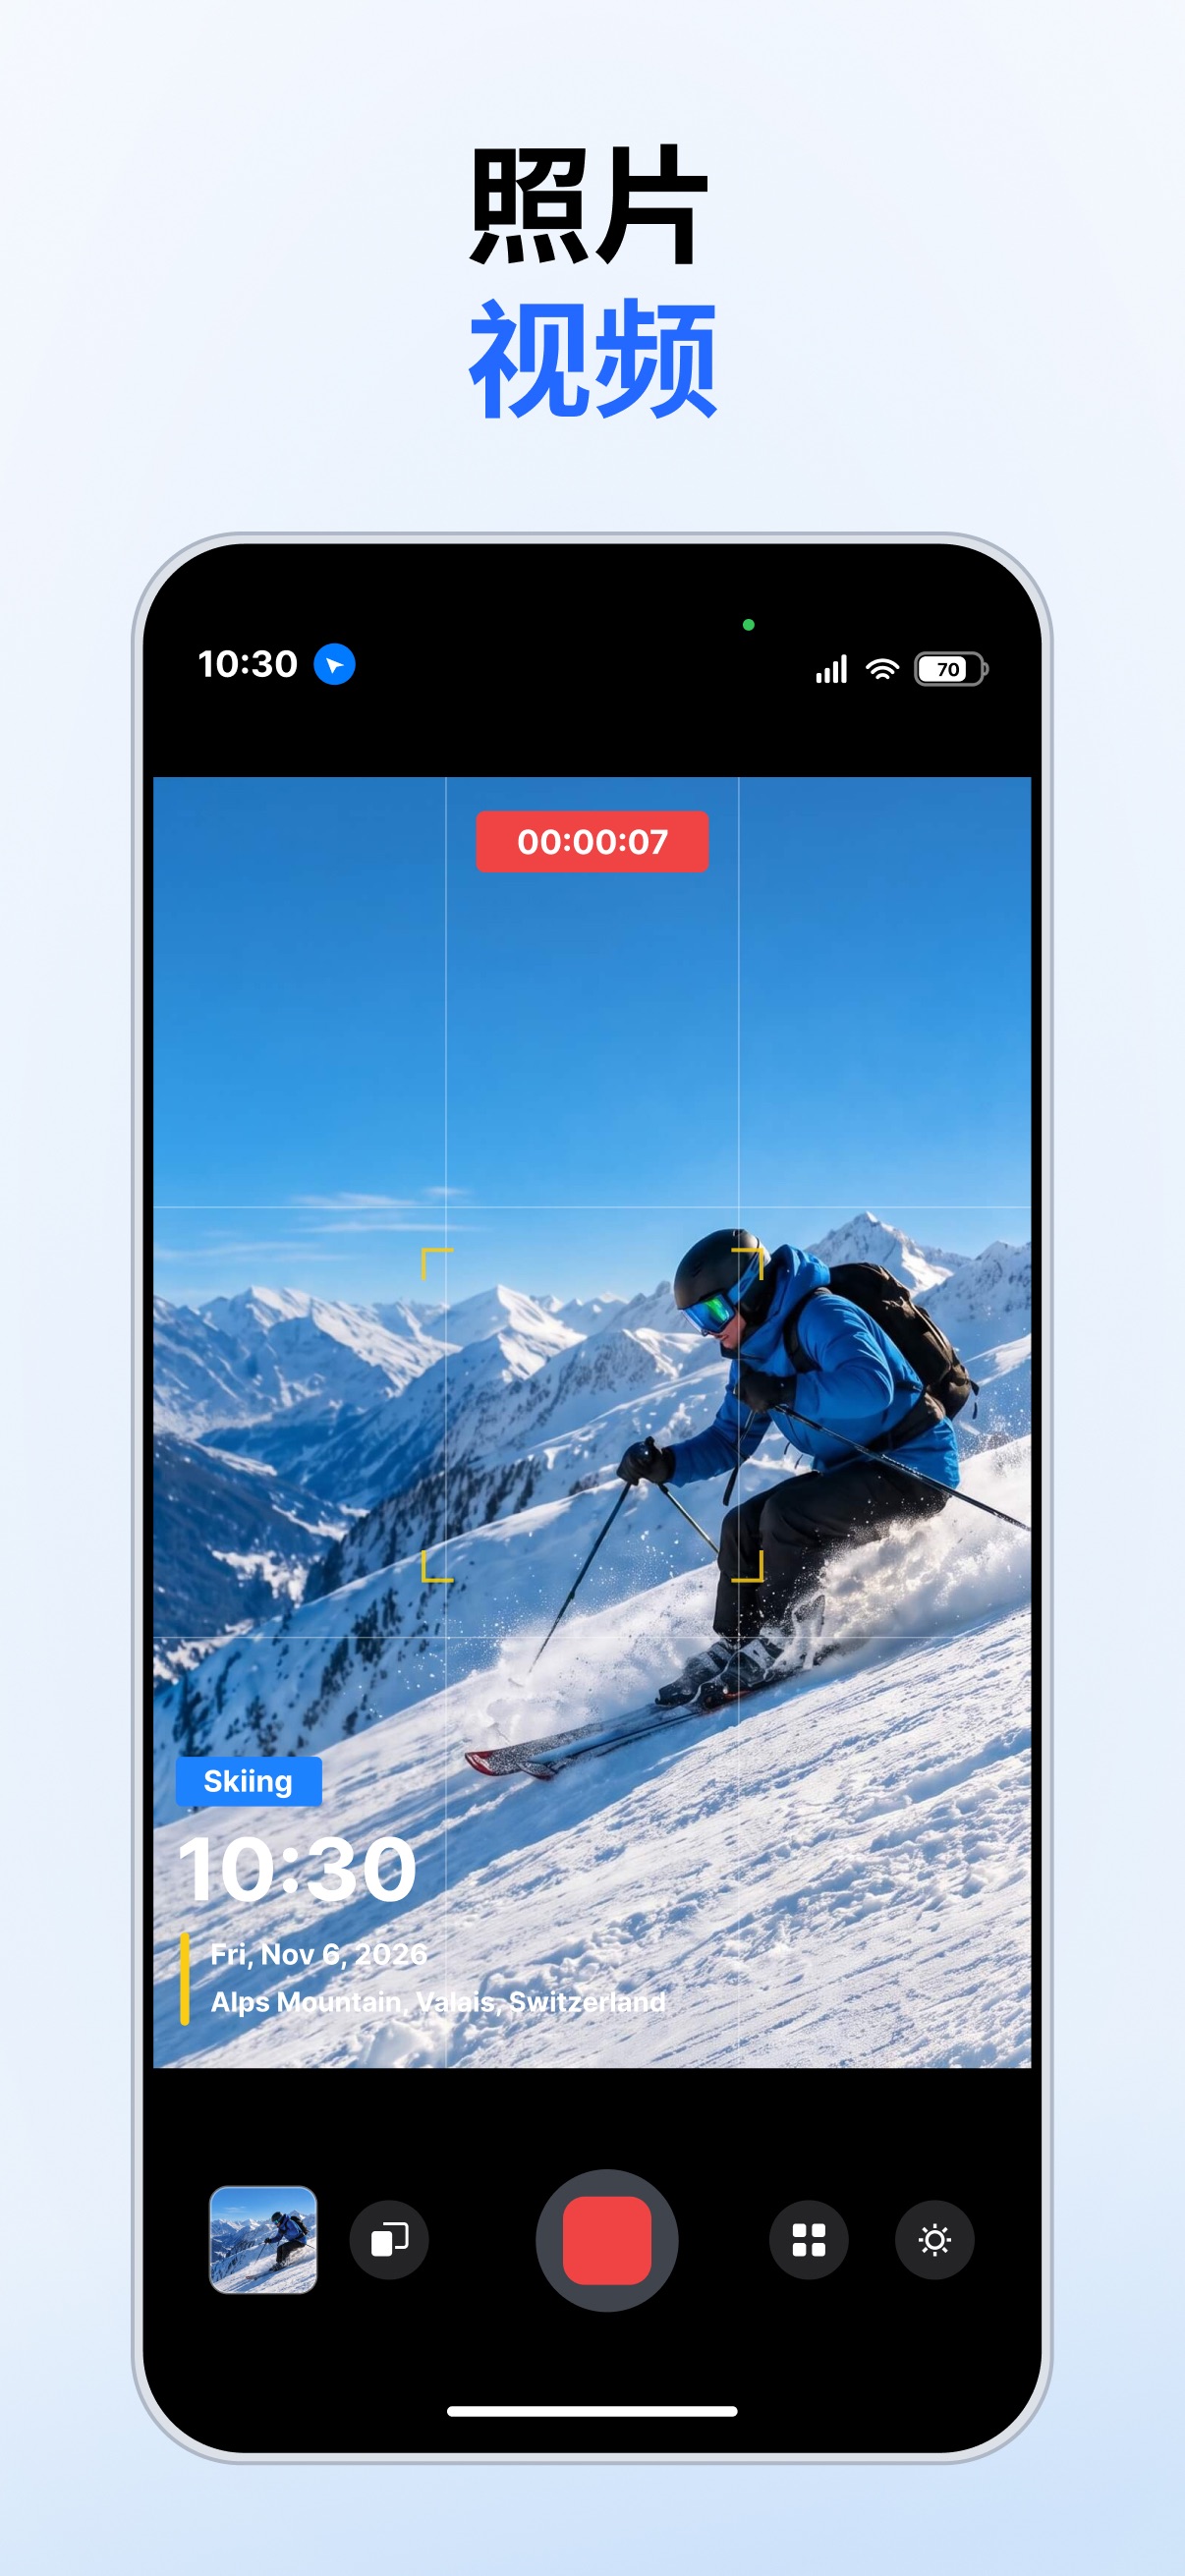 照片
视频
10:30
70
00:00:07
Skiing
10:30
Fri, Nov 6, 2026
Alps Mountain, Valais, Switzerland